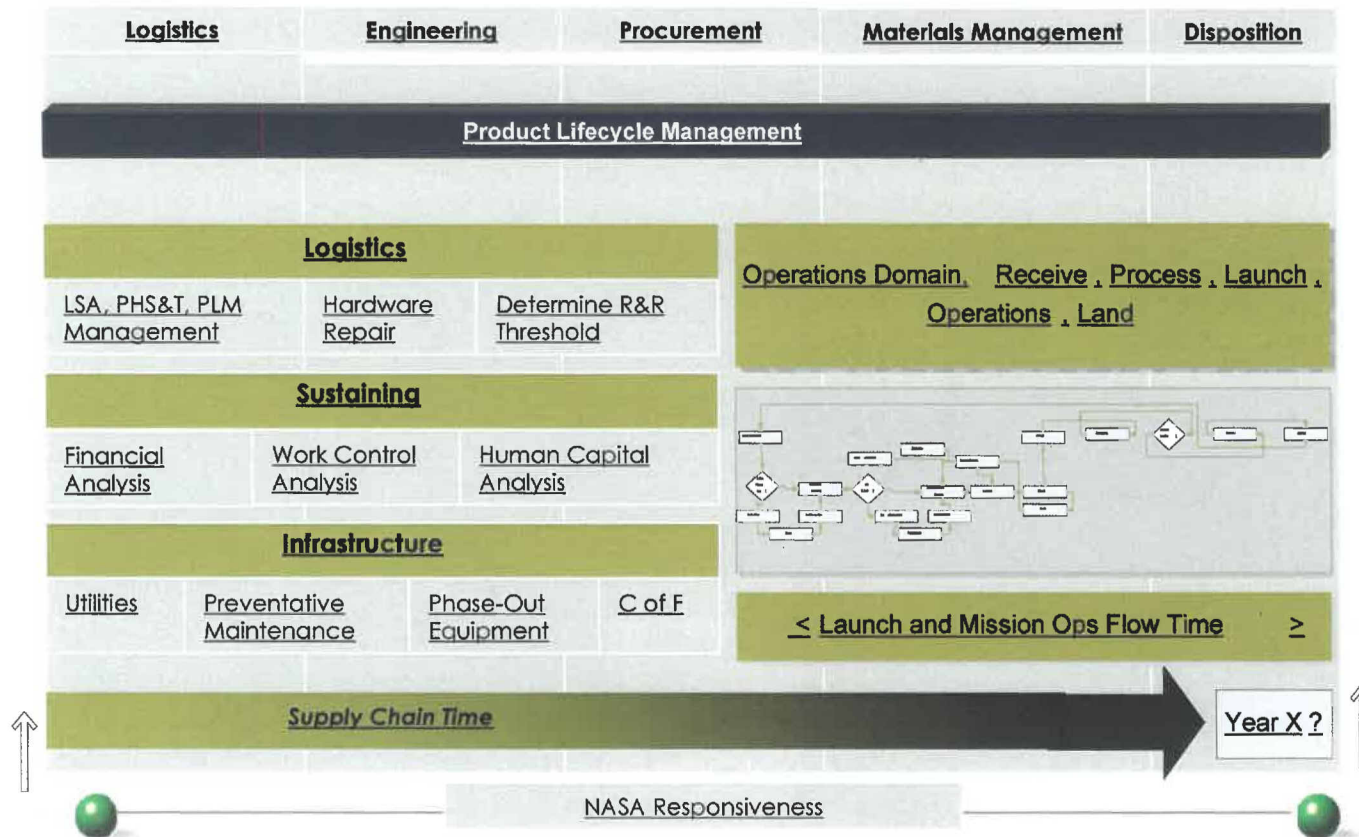 Logistics Engineering Procurement Materials Management Disposition
Product Lifecycle Management
Logistics
LSA, PHS&T, PLM
Management
Hardware
Repair
Determine R&R
Threshold
Sustaining
Financial
Analysis
Work Control
Analysis
Human Capital
Analysis
Infrastructure
Utilities
Preventative
Maintenance
Phase-Out
Equipment
C of F
Operations Domain, Receive , Process , Launch ,
Operations , Land
< Launch and Mission Ops Flow Time >
Supply Chain Time
Year X ?
NASA Responsiveness